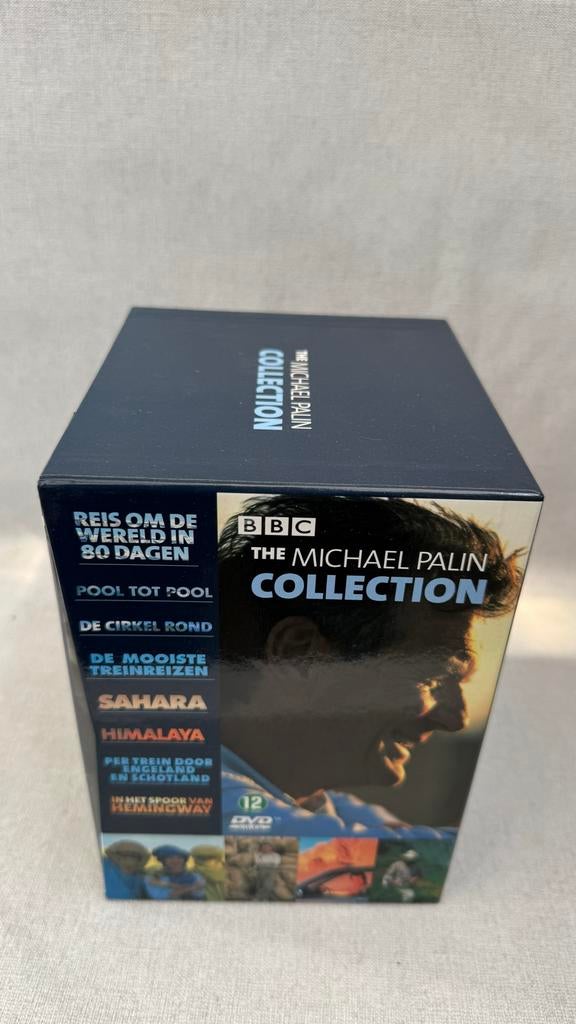 THE MICHAEL PALIN
COLLECTION
REIS OM DE
WERELD IN
80 DAGEN
POOL TOT POOL
DE CIRKEL ROND
DE MOOISTE
TREINREIZEN
SAHARA
HIMALAYA
PER TREIN DOOR
ENGELAND
EN SCHOTLAND
IN HET SPOOR VAN
HEMINGWAY
BBC
THE MICHAEL PALIN
COLLECTION
12
DVD